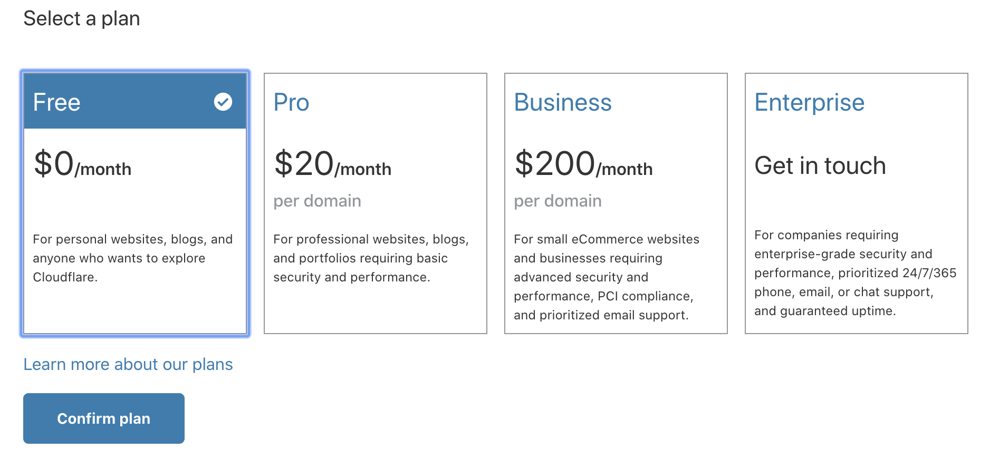 Select a plan
Free
$0/month
For personal websites, blogs, and
anyone who wants to explore
Cloudflare.
Pro
$20/month
per domain
For professional websites, blogs,
and portfolios requiring basic
security and performance.
Business
$200/month
per domain
For small eCommerce websites
and businesses requiring
advanced security and
performance, PCI compliance,
and prioritized email support.
Enterprise
Get in touch
For companies requiring
enterprise-grade security and
performance, prioritized 24/7/365
phone, email, or chat support,
and guaranteed uptime.
Learn more about our plans
Confirm plan